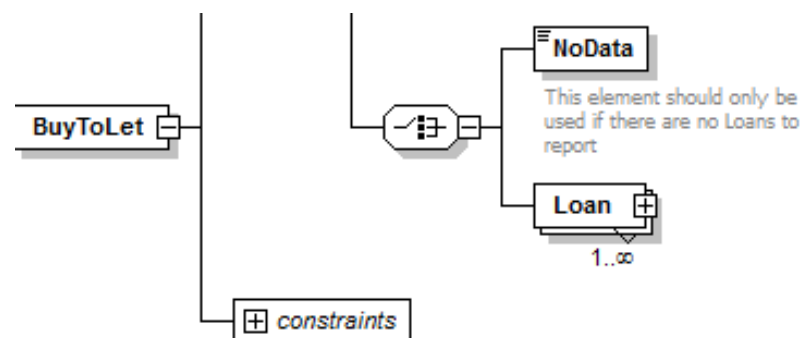 NoData
This element should only be
used if there are no Loans to
report
BuyToLet
Loan
1..∞
constraints